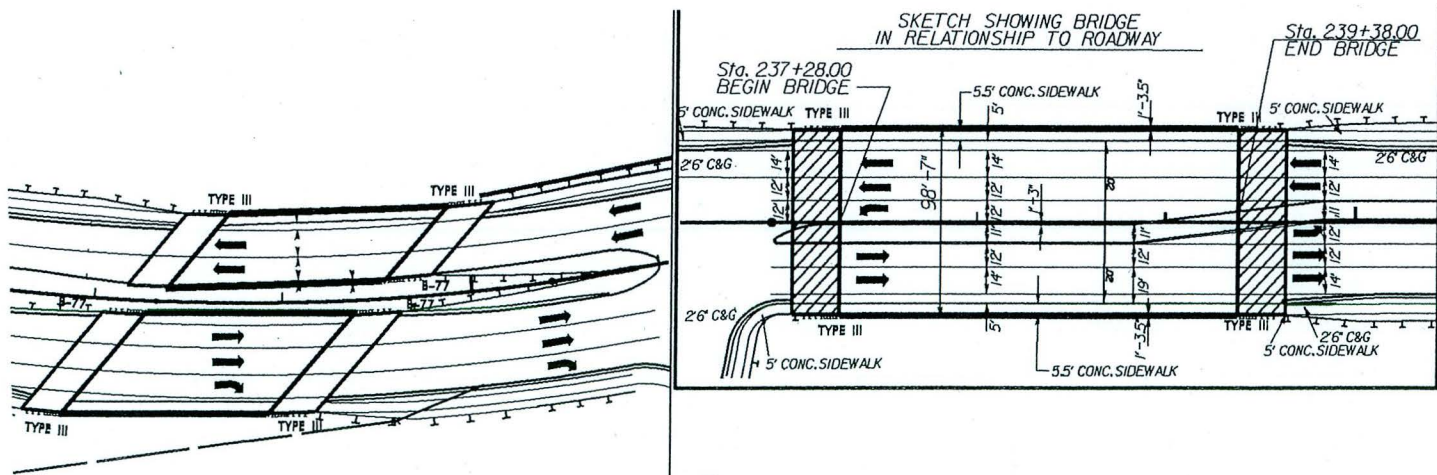 TYPE III
TYPE III
B-77
B-77
B-77
TYPE III
TYPE III
SKETCH SHOWING BRIDGE
IN RELATIONSHIP TO ROADWAY
Sta. 239+38.00
END BRIDGE
Sta. 237+28.00
BEGIN BRIDGE
5.5' CONC. SIDEWALK
5'
1'-3.5"
5' CONC. SIDEWALK
TYPE III
TYPE III
5' CONC. SIDEWALK
2'6" C&G
2'6" C&G
14'
12'
12'
98'-7"
14'
12'
12'
11'
12'
14'
5'
1'-3"
11'
12'
19'
1'-3.5"
14'
12'
11'
12'
12'
14'
2'6" C&G
TYPE III
TYPE III
2'6" C&G
5' CONC. SIDEWALK
5' CONC. SIDEWALK
5.5' CONC. SIDEWALK